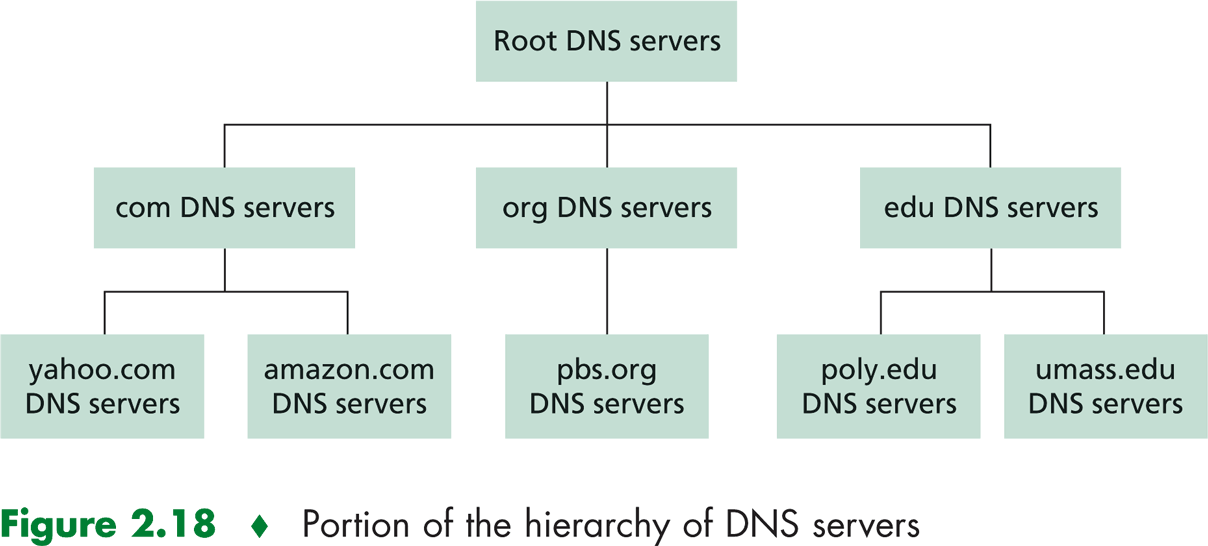 Root DNS servers
com DNS servers
org DNS servers
edu DNS servers
yahoo.com
DNS servers
amazon.com
DNS servers
pbs.org
DNS servers
poly.edu
DNS servers
umass.edu
DNS servers
Figure 2.18 ♦ Portion of the hierarchy of DNS servers